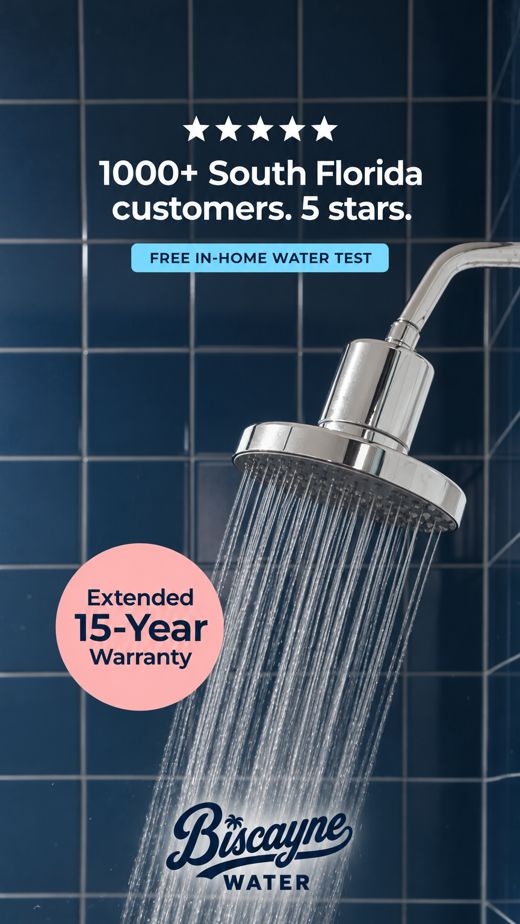 1000+ South Florida
customers. 5 stars.
FREE IN-HOME WATER TEST
Extended
15-Year
Warranty
Biscayne
WATER